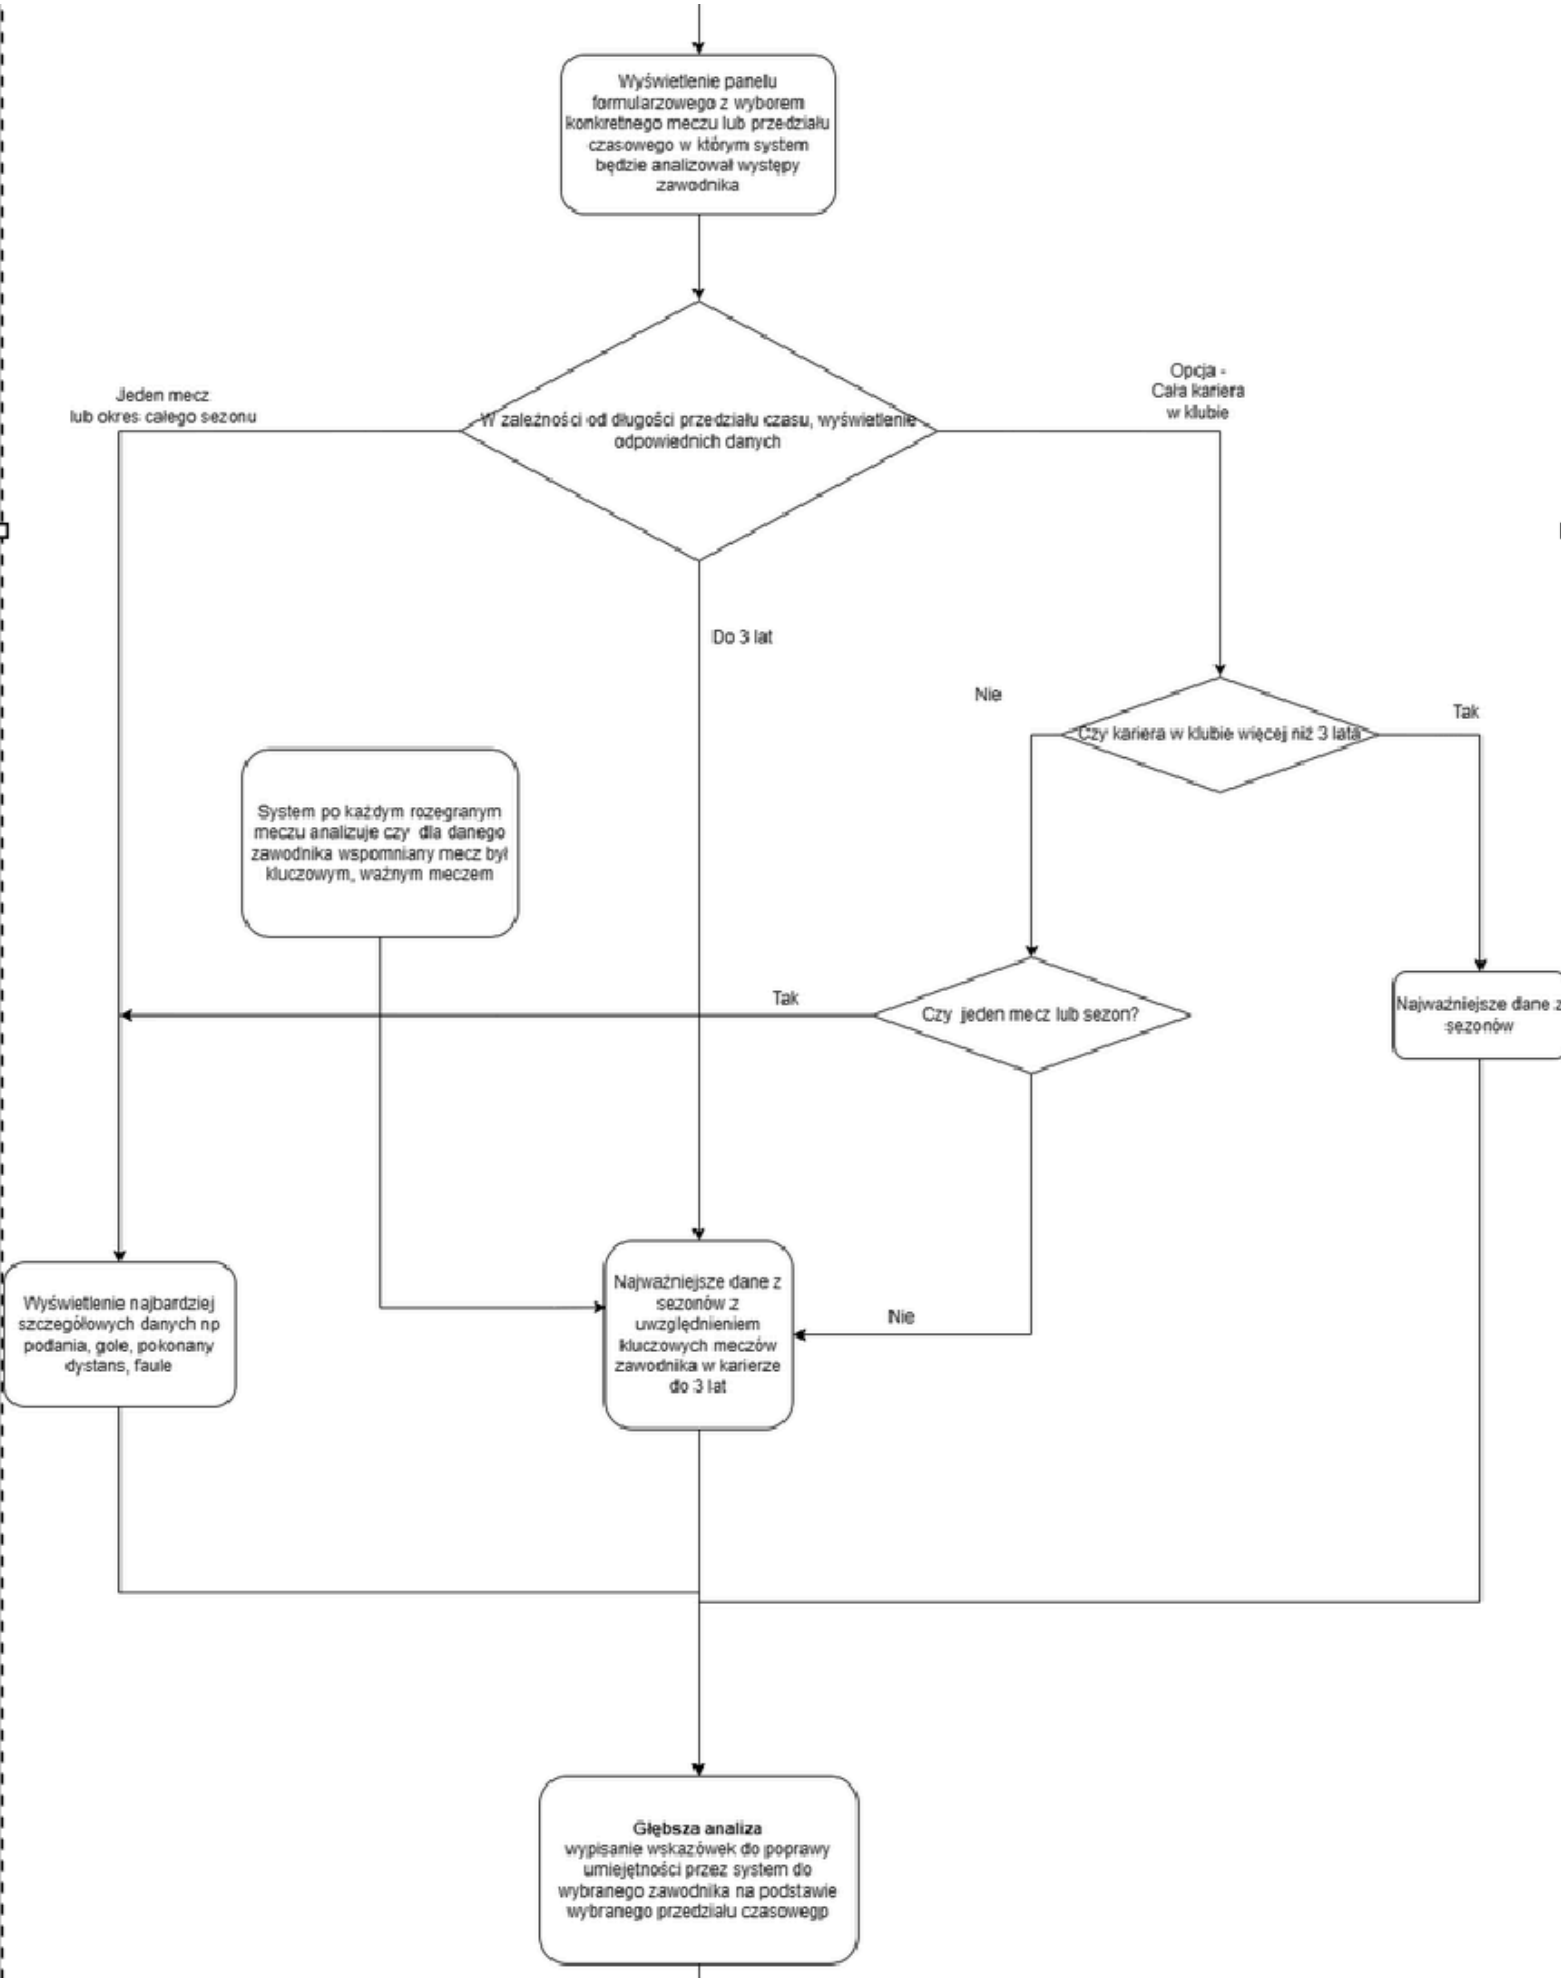 Wyświetlenie panelu
formularzowego z wyborem
konkretnego meczu lub przedziału
czasowego w którym system
będzie analizował występy
zawodnika
Jeden mecz
lub okres całego sezonu
W zależności od długości przedziału czasu, wyświetlenie
odpowiednich danych
Opcja -
Cała kariera
w klubie
Do 3 lat
Nie
Czy kariera w klubie więcej niż 3 lata
Tak
System po każdym rozegranym
meczu analizuje czy dla danego
zawodnika wspomniany mecz był
kluczowym, ważnym meczem
Tak
Czy jeden mecz lub sezon?
Najważniejsze dane z
sezonów
Wyświetlenie najbardziej
szczegółowych danych np
podania, gole, pokonany
dystans, faule
Najważniejsze dane z
sezonów z
uwzględnieniem
kluczowych meczów
zawodnika w karierze
do 3 lat
Nie
Głębsza analiza
wypisanie wskazówek do poprawy
umiejętności przez system do
wybranego zawodnika na podstawie
wybranego przedziału czasowegp